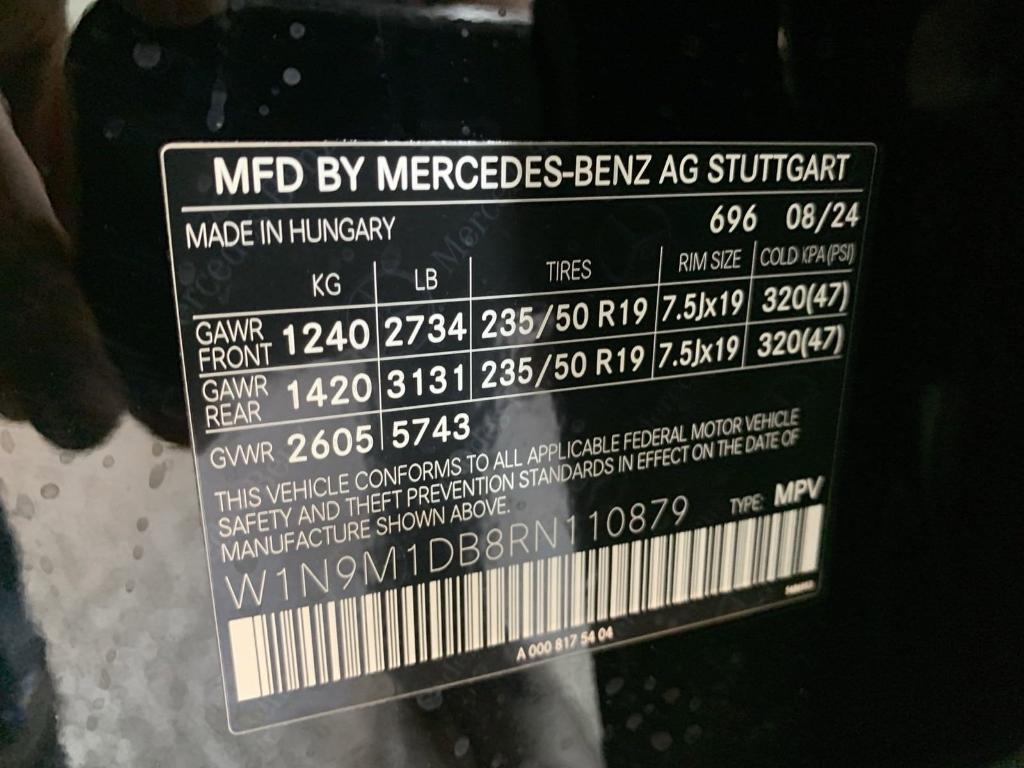 MFD BY MERCEDES-BENZ AG STUTTGART
MADE IN HUNGARY 696 08/24
KG LB TIRES RIM SIZE COLD KPA(PSI)
GAWR FRONT 1240 2734 235/50 R19 7.5Jx19 320(47)
GAWR REAR 1420 3131 235/50 R19 7.5Jx19 320(47)
GVWR 2605 5743
THIS VEHICLE CONFORMS TO ALL APPLICABLE FEDERAL MOTOR VEHICLE
SAFETY AND THEFT PREVENTION STANDARDS IN EFFECT ON THE DATE OF
MANUFACTURE SHOWN ABOVE.
W1N9M1DB8RN110879 TYPE: MPV
A 000 817 54 04